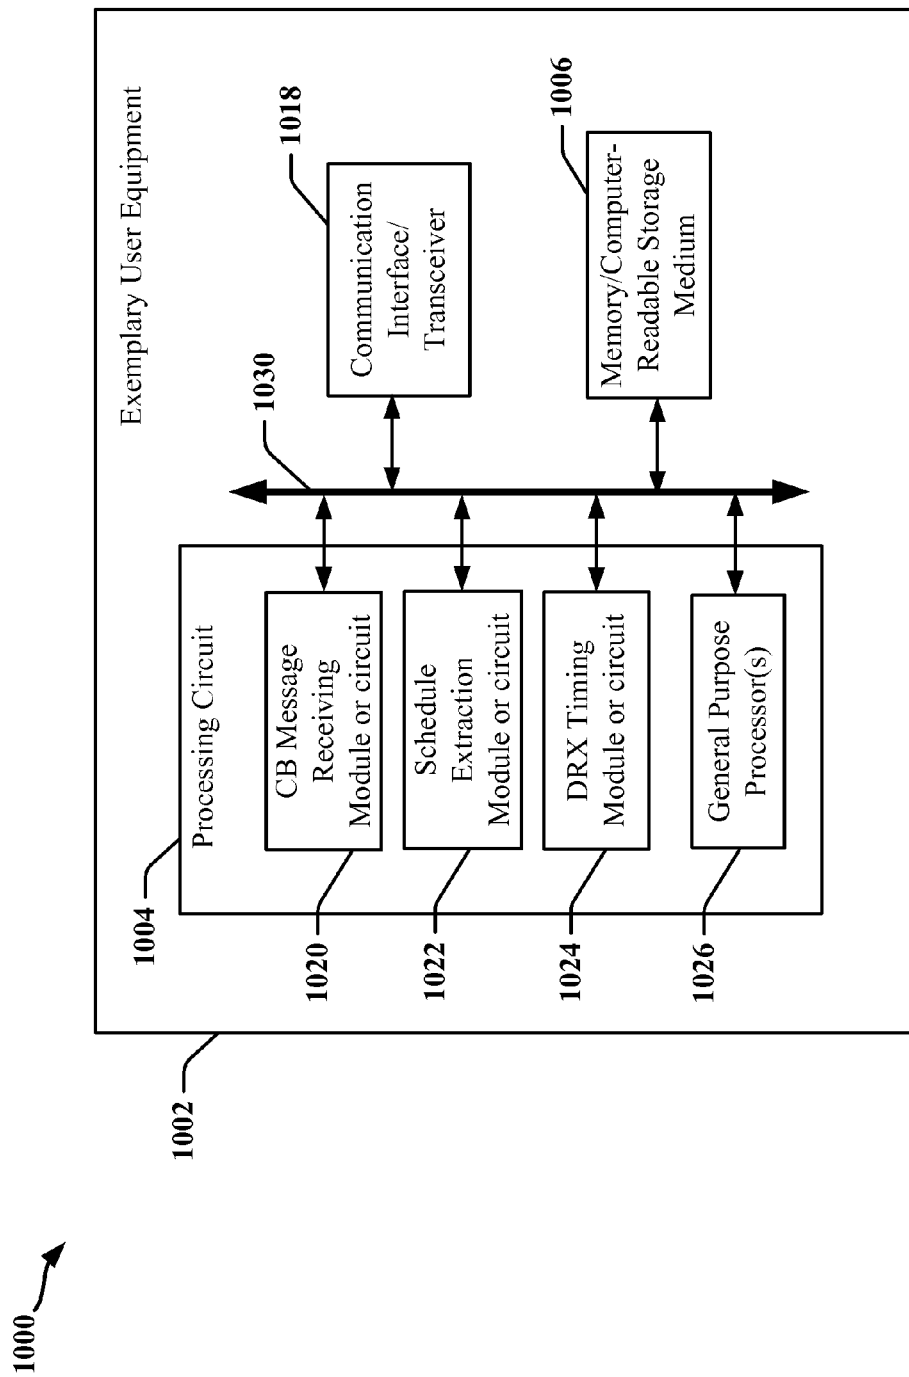 1000
1002
Exemplary User Equipment
1004
Processing Circuit
1020
CB Message
Receiving
Module or circuit
1022
Schedule
Extraction
Module or circuit
1024
DRX Timing
Module or circuit
1026
General Purpose
Processor(s)
1030
1018
Communication
Interface/
Transceiver
1006
Memory/Computer-
Readable Storage
Medium